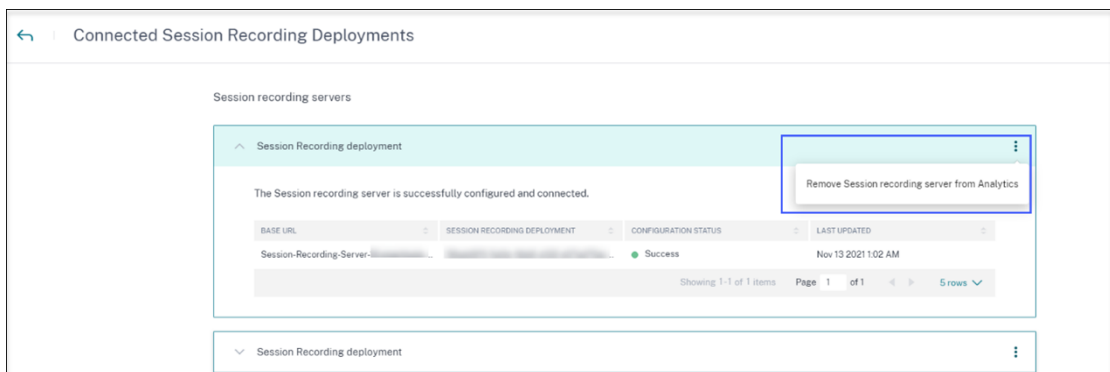 Connected Session Recording Deployments
Session recording servers
Session Recording deployment
Remove Session recording server from Analytics
The Session recording server is successfully configured and connected.
BASE URL SESSION RECORDING DEPLOYMENT CONFIGURATION STATUS LAST UPDATED
Session-Recording-Server- ... ... Success Nov 13 2021 1:02 AM
Showing 1-1 of 1 items Page 1 of 1 5 rows
Session Recording deployment